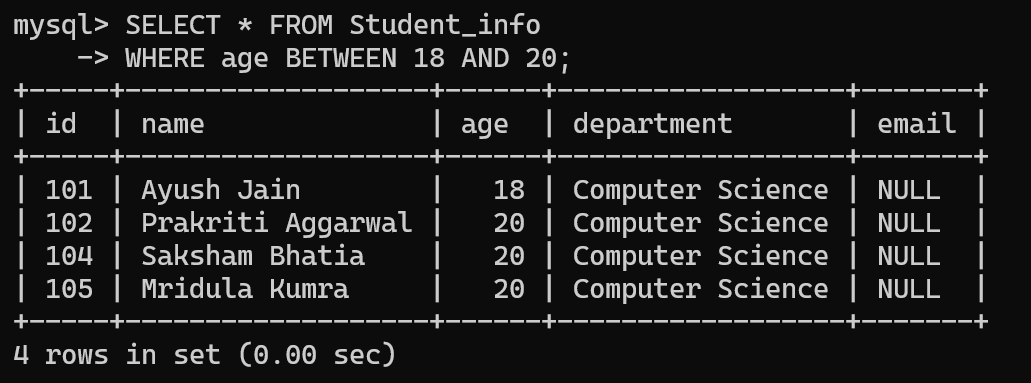 mysql> SELECT * FROM Student_info
    -> WHERE age BETWEEN 18 AND 20;
+-----+-------------------+------+------------------+-------+
| id  | name              | age  | department       | email |
+-----+-------------------+------+------------------+-------+
| 101 | Ayush Jain        |   18 | Computer Science | NULL  |
| 102 | Prakriti Aggarwal |   20 | Computer Science | NULL  |
| 104 | Saksham Bhatia    |   20 | Computer Science | NULL  |
| 105 | Mridula Kumra     |   20 | Computer Science | NULL  |
+-----+-------------------+------+------------------+-------+
4 rows in set (0.00 sec)